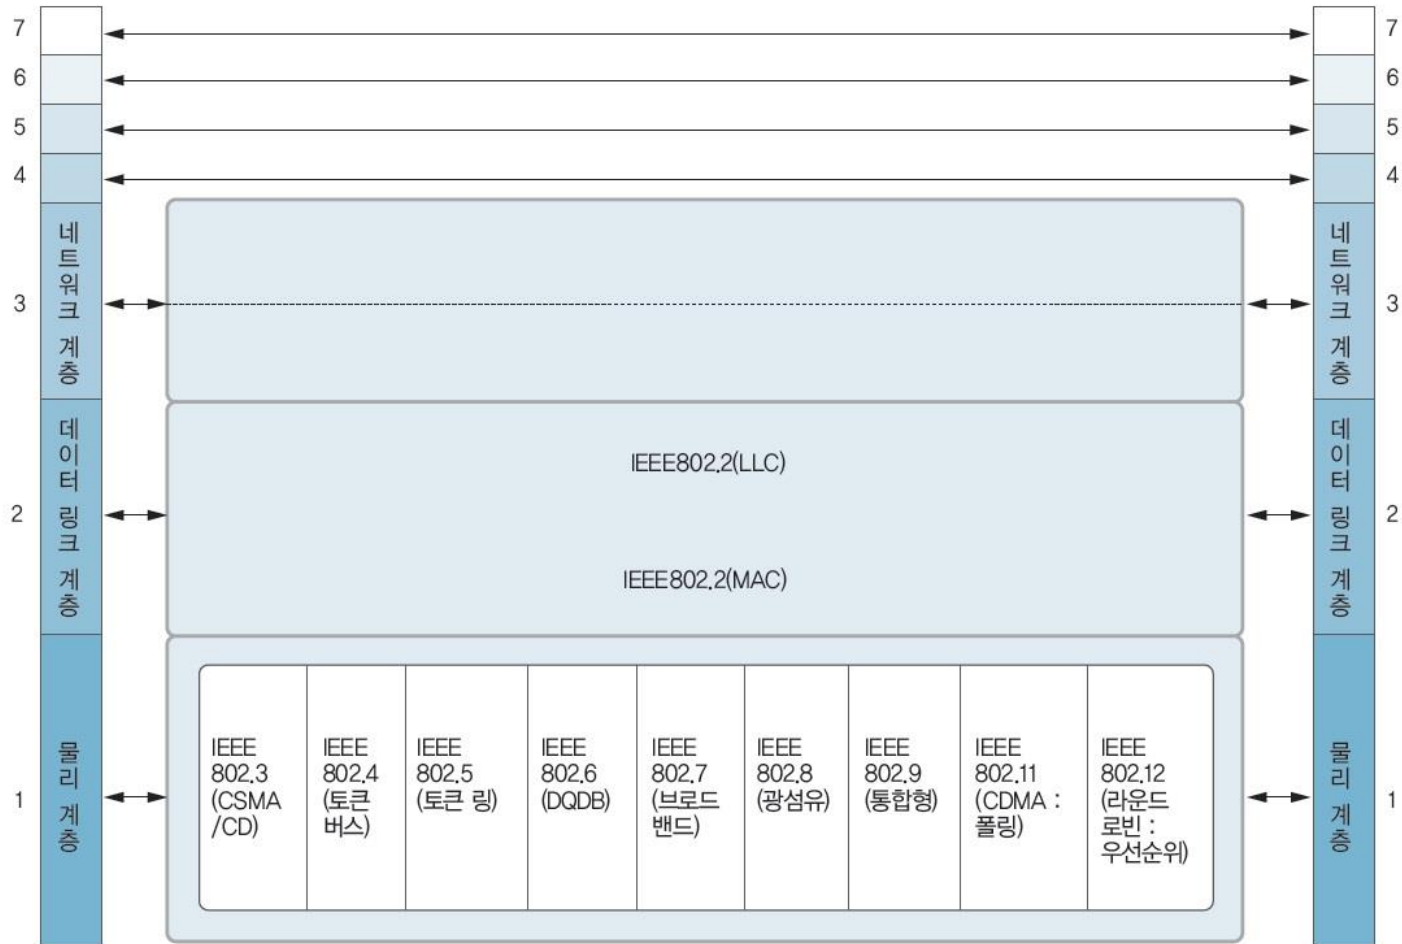 7 7
6 6
5 5
4 4
네트워크 계층
3 3
네트워크 계층
IEEE802.2(LLC)
데이터 링크 계층
2 2
데이터 링크 계층
IEEE802.2(MAC)
물리 계층
1 1
물리 계층
IEEE
802.3
(CSMA
/CD)
IEEE
802.4
(토큰
버스)
IEEE
802.5
(토큰 링)
IEEE
802.6
(DQDB)
IEEE
802.7
(브로드
밴드)
IEEE
802.8
(광섬유)
IEEE
802.9
(통합형)
IEEE
802.11
(CDMA :
폴링)
IEEE
802.12
(라운드
로빈 :
우선순위)